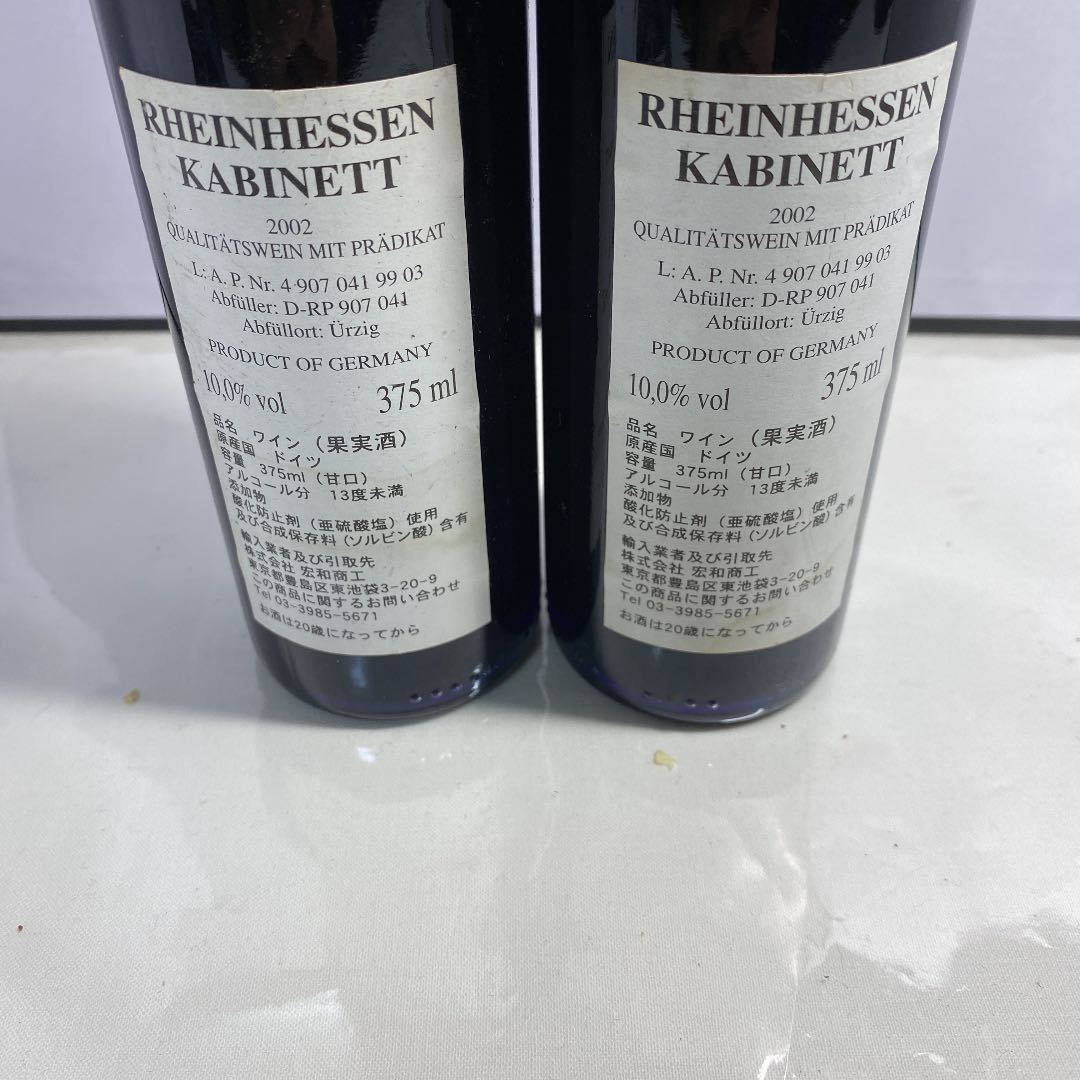 RHEINHESSEN
KABINETT
2002
QUALITÄTSWEIN MIT PRÄDIKAT
L: A. P. Nr. 4 907 041 99 03
Abfüller: D-RP 907 041
Abfüllort: Ürzig
PRODUCT OF GERMANY
10,0% vol 375 ml
品名 ワイン（果実酒）
原産国 ドイツ
容量 375ml（甘口）
アルコール分 13度未満
添加物
酸化防止剤（亜硫酸塩）使用
及び合成保存料（ソルビン酸）含有
輸入業者及び引取先
株式会社 宏和商工
東京都豊島区東池袋3-20-9
この商品に関するお問い合わせ
Tel 03-3985-5671
お酒は20歳になってから
RHEINHESSEN
KABINETT
2002
QUALITÄTSWEIN MIT PRÄDIKAT
L: A. P. Nr. 4 907 041 99 03
Abfüller: D-RP 907 041
Abfüllort: Ürzig
PRODUCT OF GERMANY
10,0% vol 375 ml
品名 ワイン（果実酒）
原産国 ドイツ
容量 375ml（甘口）
アルコール分 13度未満
添加物
酸化防止剤（亜硫酸塩）使用
及び合成保存料（ソルビン酸）含有
輸入業者及び引取先
株式会社 宏和商工
東京都豊島区東池袋3-20-9
この商品に関するお問い合わせ
Tel 03-3985-5671
お酒は20歳になってから